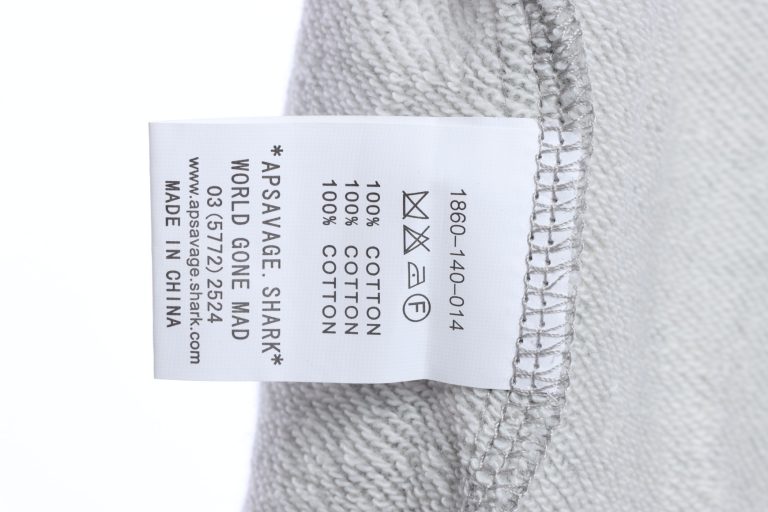 1860-140-014
Ⓕ
100% COTTON
100% COTTON
100% COTTON
*APSAVAGE.SHARK*
WORLD GONE MAD
03(5772)2524
www.apsavage.shark.com
MADE IN CHINA